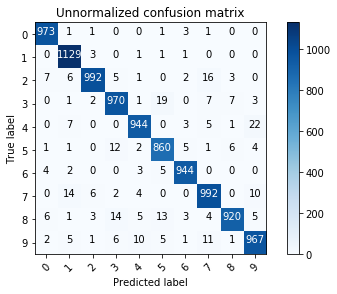 Unnormalized confusion matrix
0 973 1 1 0 0 1 3 1 0 0
1 0 1129 3 0 1 1 1 0 0 0
2 7 6 992 5 1 0 2 16 3 0
3 0 1 2 970 1 19 0 7 7 3
4 0 7 0 0 944 0 3 5 1 22
5 1 1 0 12 2 860 5 1 6 4
6 4 2 0 0 3 5 944 0 0 0
7 0 14 2 4 0 0 992 0 10
8 6 1 3 14 5 13 3 4 920 5
9 2 5 1 6 10 5 1 11 1 967
0 1 2 3 4 5 6 7 8 9
True label
Predicted label
1000
800
600
400
200
0